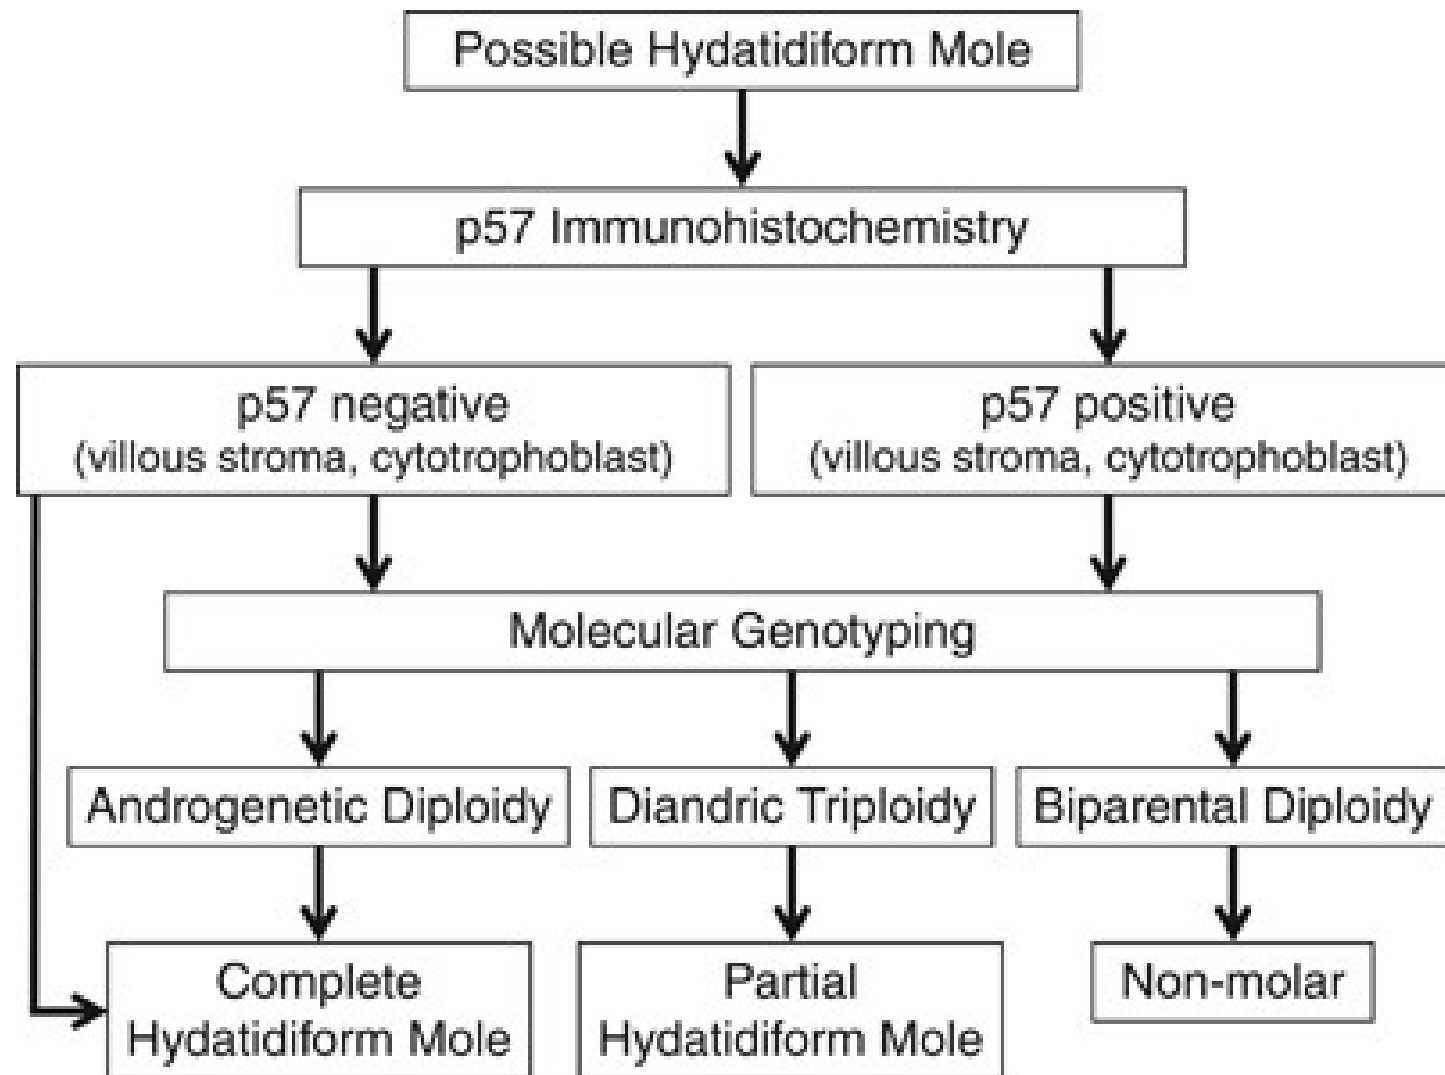 Possible Hydatidiform Mole
p57 Immunohistochemistry
p57 negative
(villous stroma, cytotrophoblast)
p57 positive
(villous stroma, cytotrophoblast)
Molecular Genotyping
Androgenetic Diploidy
Diandric Triploidy
Biparental Diploidy
Complete
Hydatidiform Mole
Partial
Hydatidiform Mole
Non-molar